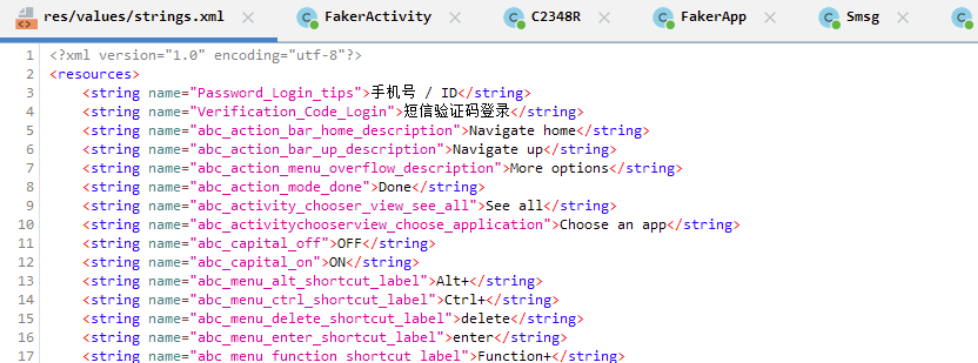 res/values/strings.xml FakerActivity C2348R FakerApp Smsg
1 <?xml version="1.0" encoding="utf-8"?>
2 <resources>
3 <string name="Password_Login_tips">手机号 / ID</string>
4 <string name="Verification_Code_Login">短信验证码登录</string>
5 <string name="abc_action_bar_home_description">Navigate home</string>
6 <string name="abc_action_bar_up_description">Navigate up</string>
7 <string name="abc_action_menu_overflow_description">More options</string>
8 <string name="abc_action_mode_done">Done</string>
9 <string name="abc_activity_chooser_view_see_all">See all</string>
10 <string name="abc_activitychooserview_choose_application">Choose an app</string>
11 <string name="abc_capital_off">OFF</string>
12 <string name="abc_capital_on">ON</string>
13 <string name="abc_menu_alt_shortcut_label">Alt+</string>
14 <string name="abc_menu_ctrl_shortcut_label">Ctrl+</string>
15 <string name="abc_menu_delete_shortcut_label">delete</string>
16 <string name="abc_menu_enter_shortcut_label">enter</string>
17 <string name="abc_menu_function_shortcut_label">Function+</string>